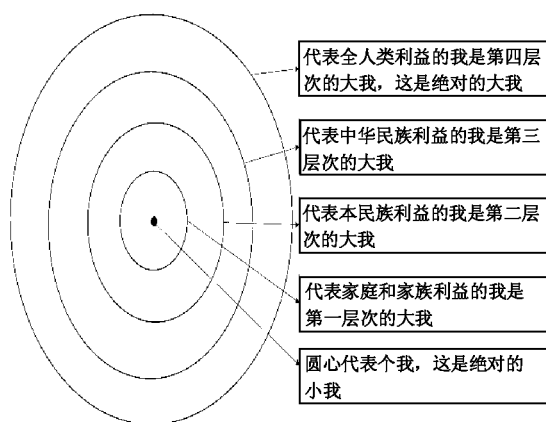 代表全人类利益的我是第四层
次的大我，这是绝对的大我
代表中华民族利益的我是第三
层次的大我
代表本民族利益的我是第二层
次的大我
代表家庭和家族利益的我是
第一层次的大我
圆心代表个我，这是绝对的
小我